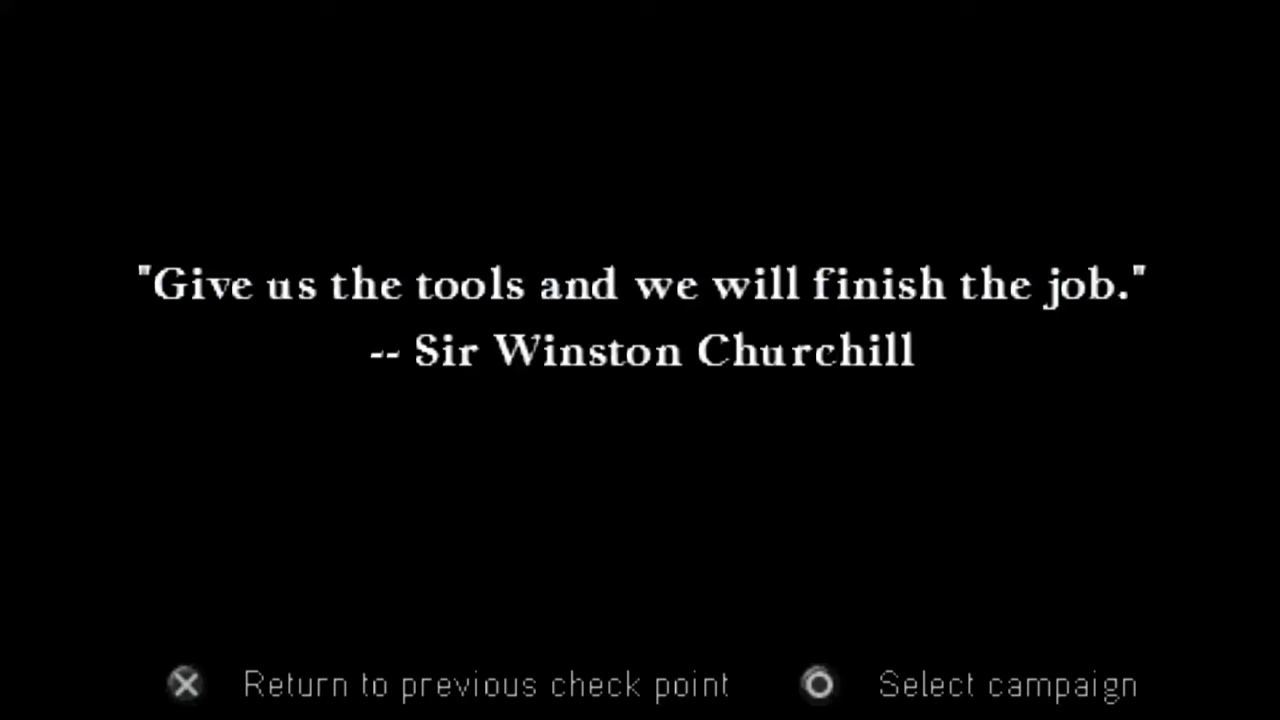 "Give us the tools and we will finish the job."
-- Sir Winston Churchill
Return to previous check point Select campaign